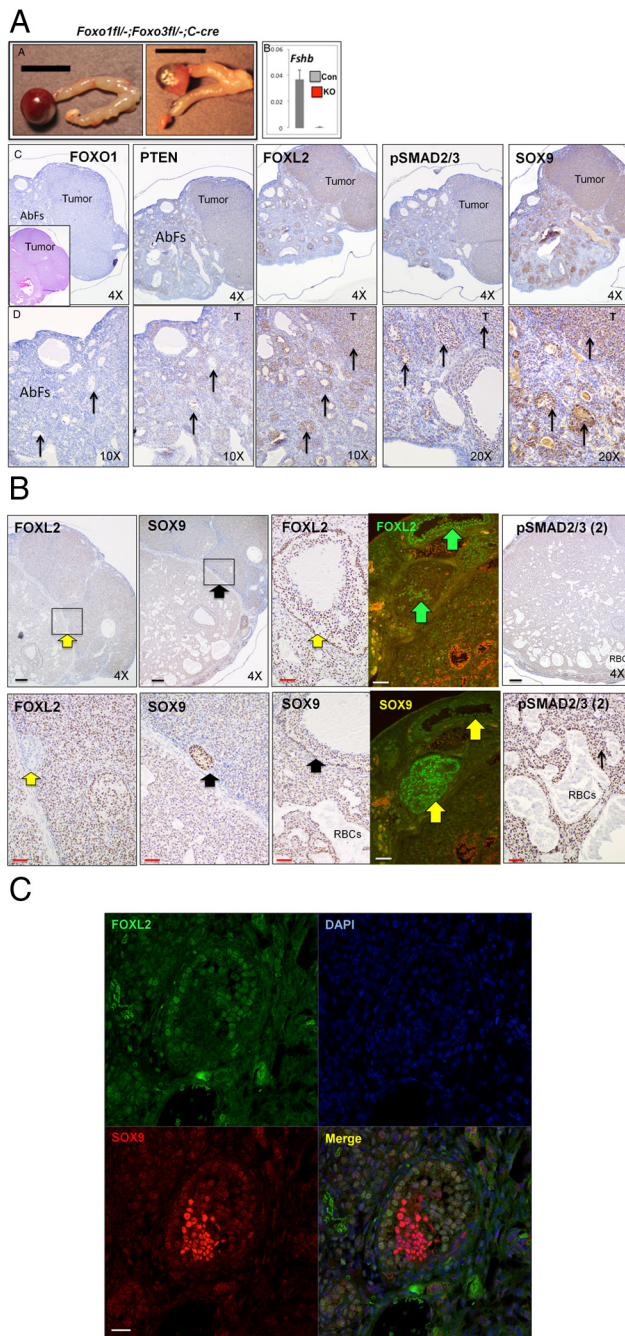 A
Foxo1fl/-;Foxo3fl/-;C-cre
A
B
0.06
Fshb
0.04
Con
KO
0.02
0
C
FOXO1
PTEN
FOXL2
pSMAD2/3
SOX9
Tumor
Tumor
Tumor
Tumor
Tumor
AbFs
AbFs
Tumor
4X
4X
4X
4X
4X
D
T
T
T
T
AbFs
10X
10X
10X
20X
20X
B
FOXL2
SOX9
FOXL2
FOXL2
pSMAD2/3 (2)
RBC
4X
4X
4X
FOXL2
SOX9
SOX9
SOX9
pSMAD2/3 (2)
RBCs
RBCs
C
FOXL2
DAPI
SOX9
Merge